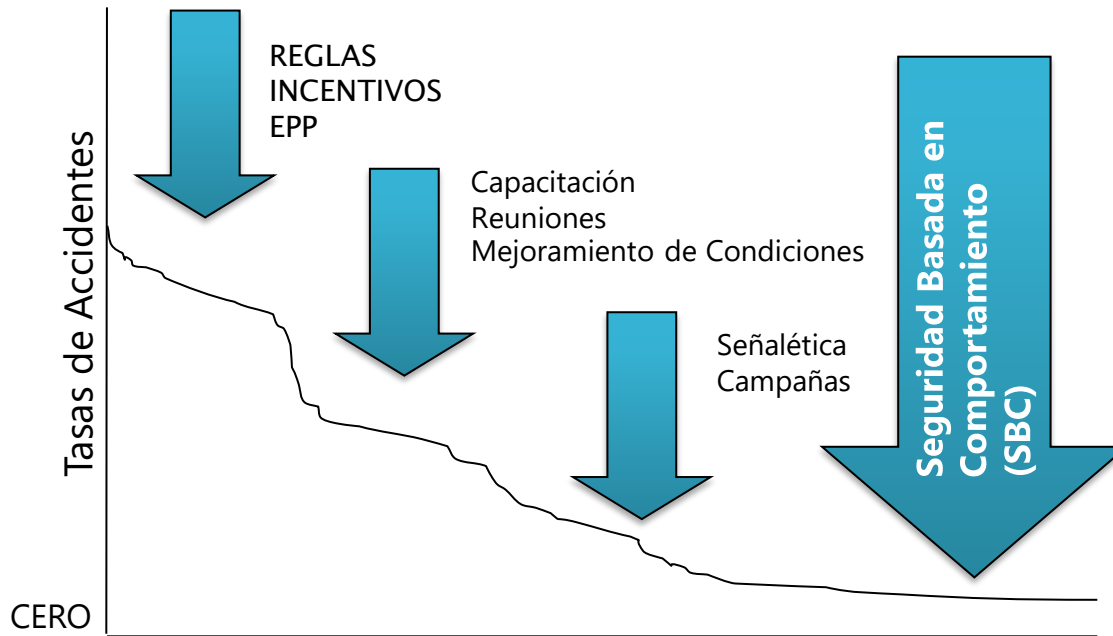 REGLAS
INCENTIVOS
EPP
Capacitación
Reuniones
Mejoramiento de Condiciones
Señalética
Campañas
Seguridad Basada en
Comportamiento
(SBC)
Tasas de Accidentes
CERO